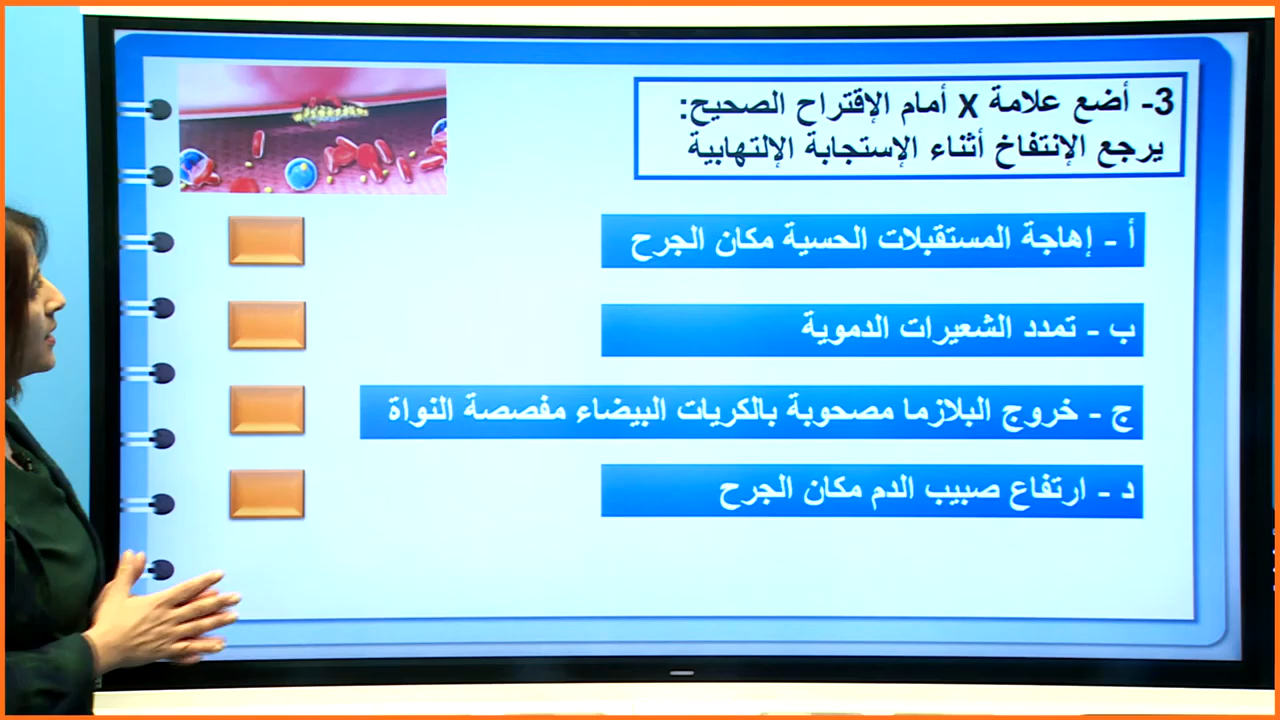 3- أضع علامة X أمام الإقتراح الصحيح:
يرجع الإنتفاخ أثناء الإستجابة الإلتهابية
أ - إهاجة المستقبلات الحسية مكان الجرح
ب - تمدد الشعيرات الدموية
ج - خروج البلازما مصحوبة بالكريات البيضاء مفصصة النواة
د - ارتفاع صبيب الدم مكان الجرح